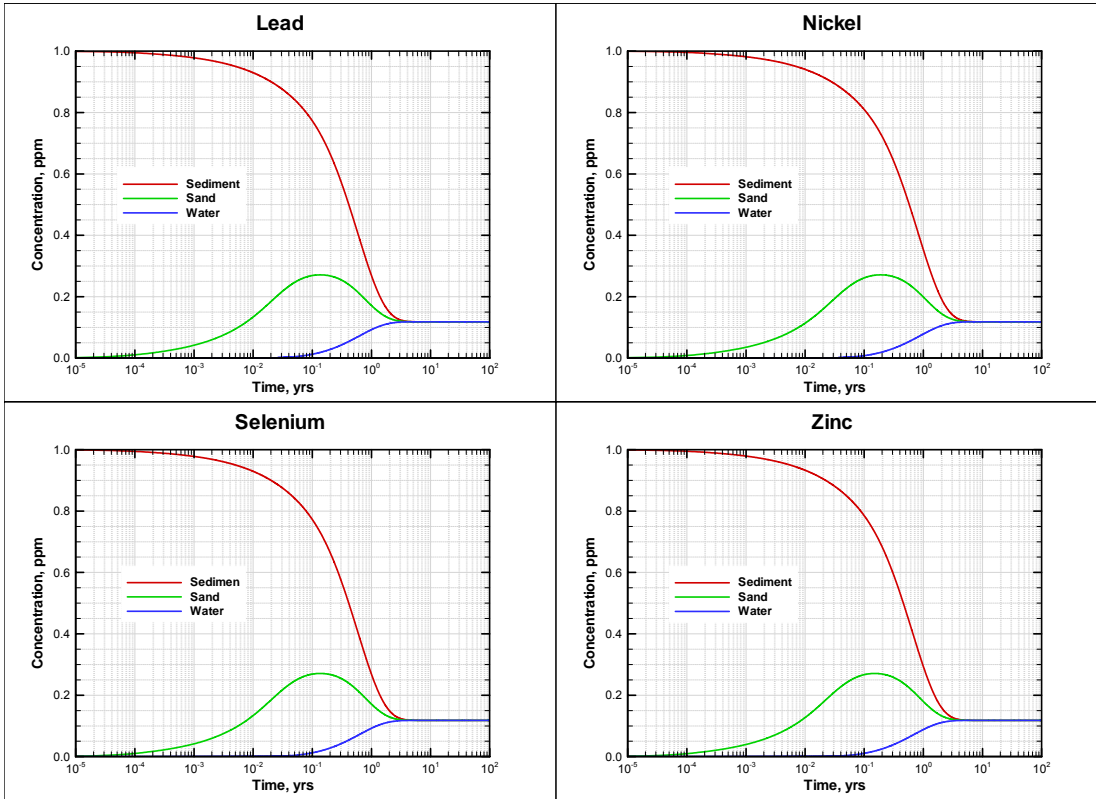 Lead
Concentration, ppm
1.0
0.8
0.6
0.4
0.2
0.0
Sediment
Sand
Water
10-5 10-4 10-3 10-2 10-1 100 101 102
Time, yrs
Nickel
Concentration, ppm
1.0
0.8
0.6
0.4
0.2
0.0
Sediment
Sand
Water
10-5 10-4 10-3 10-2 10-1 100 101 102
Time, yrs
Selenium
Concentration, ppm
1.0
0.8
0.6
0.4
0.2
0.0
Sedimen
Sand
Water
10-5 10-4 10-3 10-2 10-1 100 101 102
Time, yrs
Zinc
Concentration, ppm
1.0
0.8
0.6
0.4
0.2
0.0
Sediment
Sand
Water
10-5 10-4 10-3 10-2 10-1 100 101 102
Time, yrs